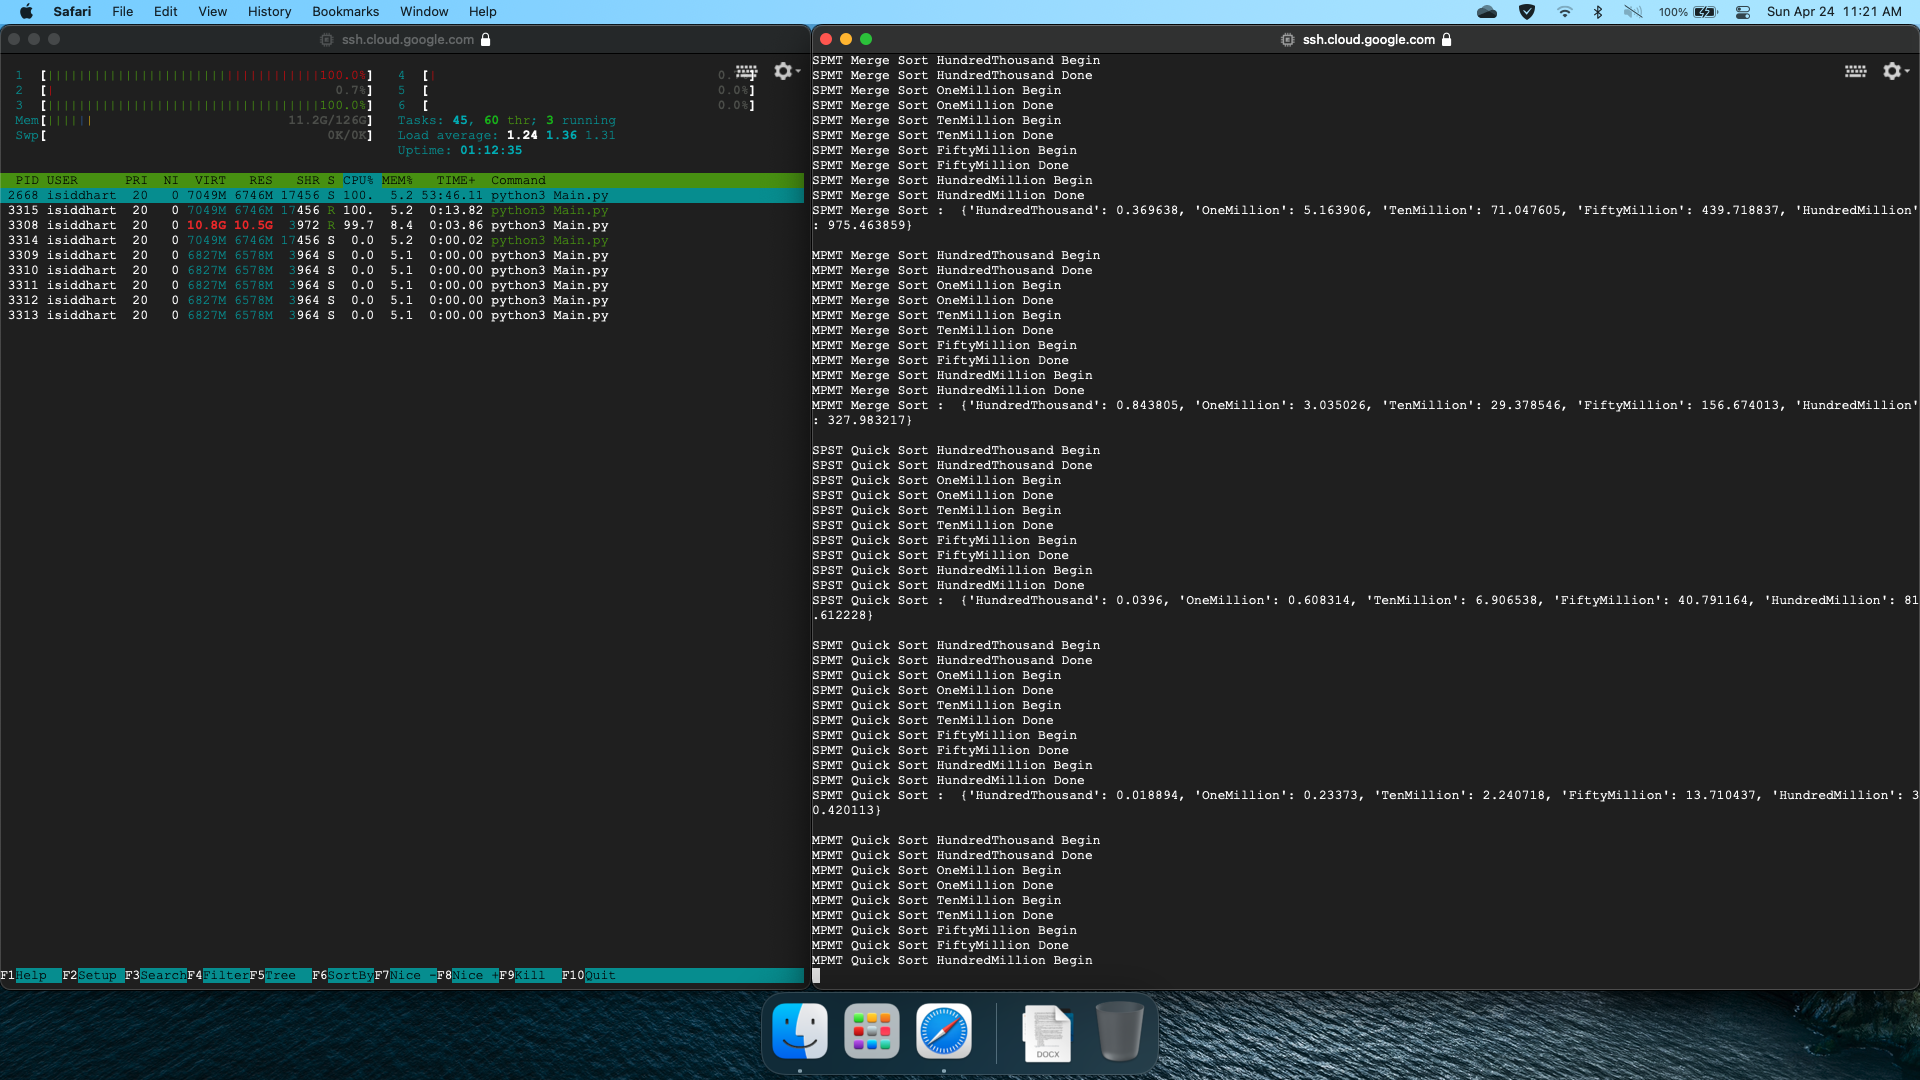 Safari File Edit View History Bookmarks Window Help 100% Sun Apr 24 11:21 AM
ssh.cloud.google.com
1 [||||||||||||||||||||||||||||||||||||100.0%] 4 [| 0. ]
2 [| 0.7%] 5 [ 0.0%]
3 [||||||||||||||||||||||||||||||||||||100.0%] 6 [ 0.0%]
Mem[|||||| 11.2G/126G] Tasks: 45, 60 thr; 3 running
Swp[ 0K/0K] Load average: 1.24 1.36 1.31
Uptime: 01:12:35
PID USER PRI NI VIRT RES SHR S CPU% MEM% TIME+ Command
2668 isiddhart 20 0 7049M 6746M 17456 S 100. 5.2 53:46.11 python3 Main.py
3315 isiddhart 20 0 7049M 6746M 17456 R 100. 5.2 0:13.82 python3 Main.py
3308 isiddhart 20 0 10.8G 10.5G 3972 R 99.7 8.4 0:03.86 python3 Main.py
3314 isiddhart 20 0 7049M 6746M 17456 S 0.0 5.2 0:00.02 python3 Main.py
3309 isiddhart 20 0 6827M 6578M 3964 S 0.0 5.1 0:00.00 python3 Main.py
3310 isiddhart 20 0 6827M 6578M 3964 S 0.0 5.1 0:00.00 python3 Main.py
3311 isiddhart 20 0 6827M 6578M 3964 S 0.0 5.1 0:00.00 python3 Main.py
3312 isiddhart 20 0 6827M 6578M 3964 S 0.0 5.1 0:00.00 python3 Main.py
3313 isiddhart 20 0 6827M 6578M 3964 S 0.0 5.1 0:00.00 python3 Main.py
F1Help F2Setup F3SearchF4FilterF5Tree F6SortByF7Nice -F8Nice +F9Kill F10Quit
ssh.cloud.google.com
SPMT Merge Sort HundredThousand Begin
SPMT Merge Sort HundredThousand Done
SPMT Merge Sort OneMillion Begin
SPMT Merge Sort OneMillion Done
SPMT Merge Sort TenMillion Begin
SPMT Merge Sort TenMillion Done
SPMT Merge Sort FiftyMillion Begin
SPMT Merge Sort FiftyMillion Done
SPMT Merge Sort HundredMillion Begin
SPMT Merge Sort HundredMillion Done
SPMT Merge Sort : {'HundredThousand': 0.369638, 'OneMillion': 5.163906, 'TenMillion': 71.047605, 'FiftyMillion': 439.718837, 'HundredMillion'
: 975.463859}
MPMT Merge Sort HundredThousand Begin
MPMT Merge Sort HundredThousand Done
MPMT Merge Sort OneMillion Begin
MPMT Merge Sort OneMillion Done
MPMT Merge Sort TenMillion Begin
MPMT Merge Sort TenMillion Done
MPMT Merge Sort FiftyMillion Begin
MPMT Merge Sort FiftyMillion Done
MPMT Merge Sort HundredMillion Begin
MPMT Merge Sort HundredMillion Done
MPMT Merge Sort : {'HundredThousand': 0.843805, 'OneMillion': 3.035026, 'TenMillion': 29.378546, 'FiftyMillion': 156.674013, 'HundredMillion'
: 327.983217}
SPST Quick Sort HundredThousand Begin
SPST Quick Sort HundredThousand Done
SPST Quick Sort OneMillion Begin
SPST Quick Sort OneMillion Done
SPST Quick Sort TenMillion Begin
SPST Quick Sort TenMillion Done
SPST Quick Sort FiftyMillion Begin
SPST Quick Sort FiftyMillion Done
SPST Quick Sort HundredMillion Begin
SPST Quick Sort HundredMillion Done
SPST Quick Sort : {'HundredThousand': 0.0396, 'OneMillion': 0.608314, 'TenMillion': 6.906538, 'FiftyMillion': 40.791164, 'HundredMillion': 81
.612228}
SPMT Quick Sort HundredThousand Begin
SPMT Quick Sort HundredThousand Done
SPMT Quick Sort OneMillion Begin
SPMT Quick Sort OneMillion Done
SPMT Quick Sort TenMillion Begin
SPMT Quick Sort TenMillion Done
SPMT Quick Sort FiftyMillion Begin
SPMT Quick Sort FiftyMillion Done
SPMT Quick Sort HundredMillion Begin
SPMT Quick Sort HundredMillion Done
SPMT Quick Sort : {'HundredThousand': 0.018894, 'OneMillion': 0.23373, 'TenMillion': 2.240718, 'FiftyMillion': 13.710437, 'HundredMillion': 3
0.420113}
MPMT Quick Sort HundredThousand Begin
MPMT Quick Sort HundredThousand Done
MPMT Quick Sort OneMillion Begin
MPMT Quick Sort OneMillion Done
MPMT Quick Sort TenMillion Begin
MPMT Quick Sort TenMillion Done
MPMT Quick Sort FiftyMillion Begin
MPMT Quick Sort FiftyMillion Done
MPMT Quick Sort HundredMillion Begin
DOCX